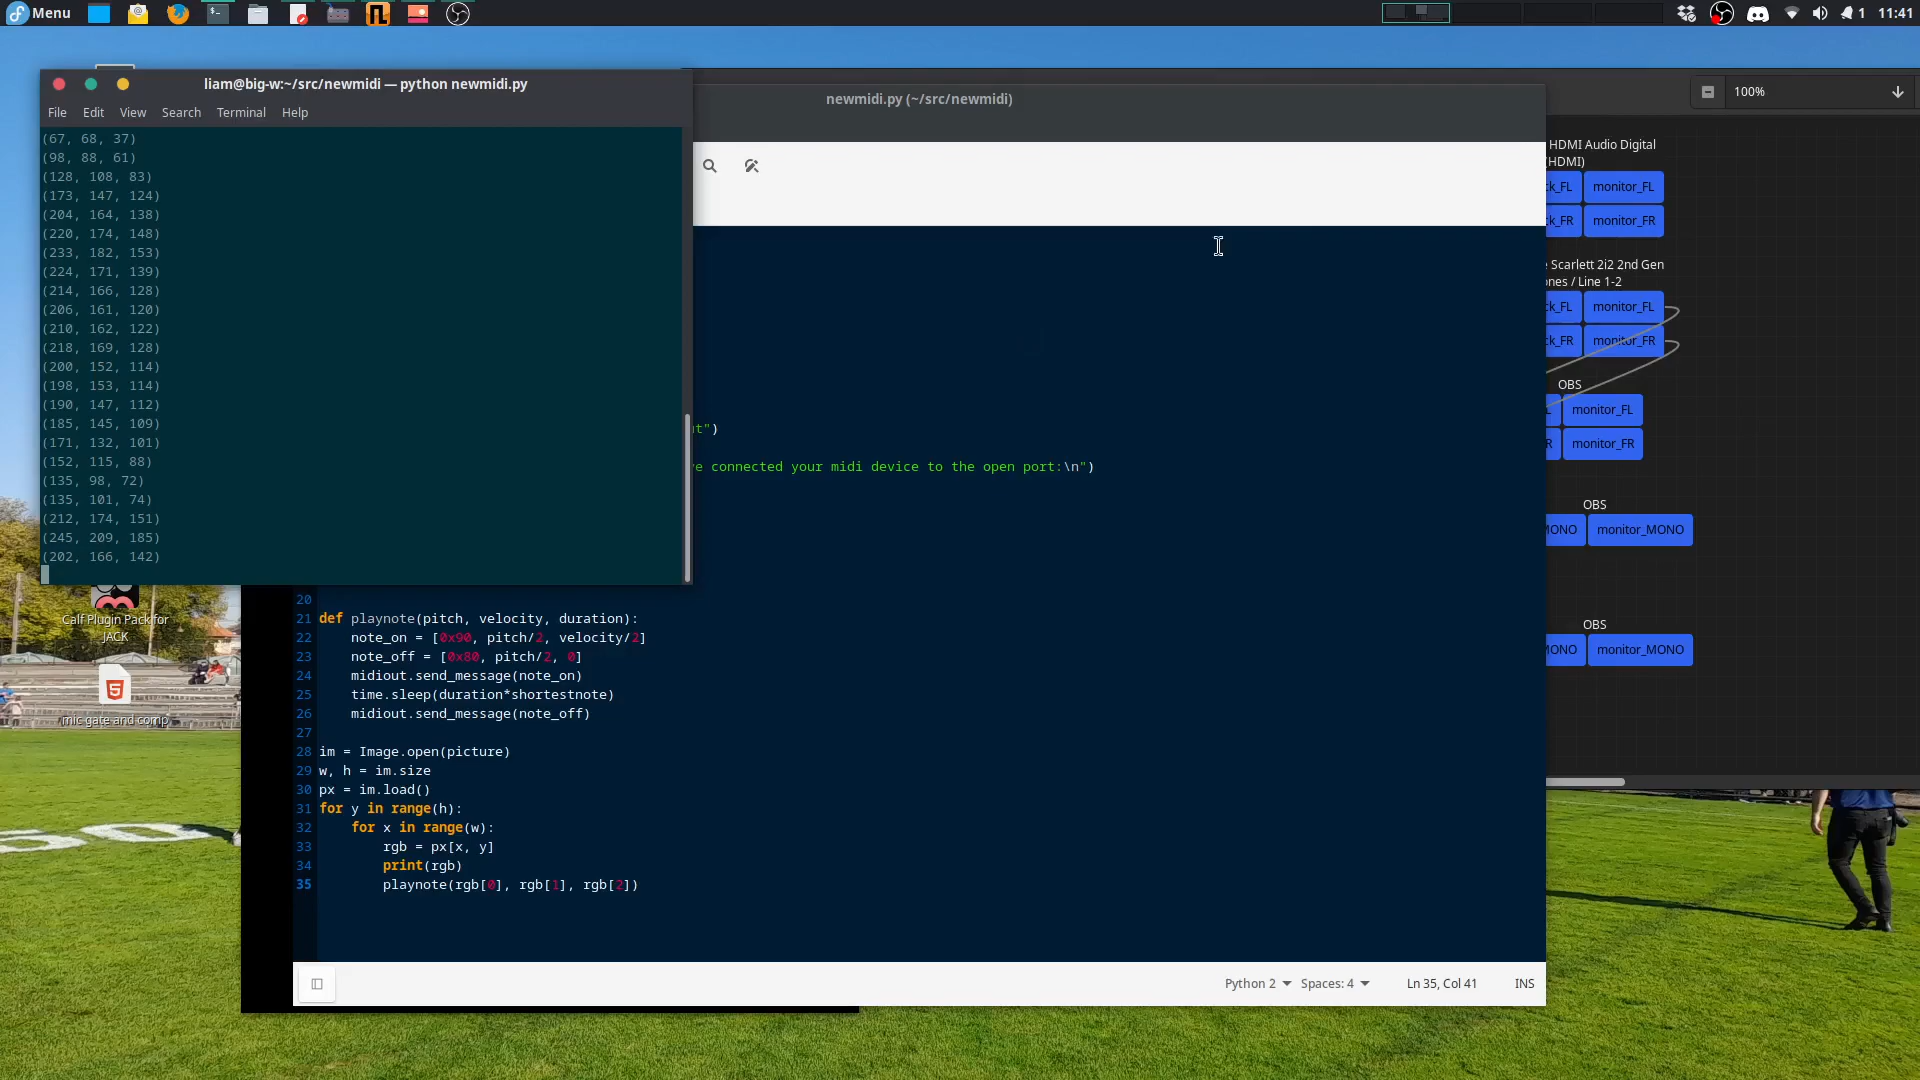 Menu
1 11:41
liam@big-w:~/src/newmidi — python newmidi.py
File Edit View Search Terminal Help
(67, 68, 37)
(98, 88, 61)
(128, 108, 83)
(173, 147, 124)
(204, 164, 138)
(220, 174, 148)
(233, 182, 153)
(224, 171, 139)
(214, 166, 128)
(206, 161, 120)
(210, 162, 122)
(218, 169, 128)
(200, 152, 114)
(198, 153, 114)
(190, 147, 112)
(185, 145, 109)
(171, 132, 101)
(152, 115, 88)
(135, 98, 72)
(135, 101, 74)
(212, 174, 151)
(245, 209, 185)
(202, 166, 142)
newmidi.py (~/src/newmidi)
")
connected your midi device to the open port:\n")
20
21 def playnote(pitch, velocity, duration):
22 note_on = [0x90, pitch/2, velocity/2]
23 note_off = [0x80, pitch/2, 0]
24 midiout.send_message(note_on)
25 time.sleep(duration*shortestnote)
26 midiout.send_message(note_off)
27
28 im = Image.open(picture)
29 w, h = im.size
30 px = im.load()
31 for y in range(h):
32 for x in range(w):
33 rgb = px[x, y]
34 print(rgb)
35 playnote(rgb[0], rgb[1], rgb[2])
Python 2 Spaces: 4 Ln 35, Col 41 INS
100%
HDMI Audio Digital
(HDMI)
monitor_FL
monitor_FR
Scarlett 2i2 2nd Gen
/ Line 1-2
monitor_FL
monitor_FR
OBS
monitor_FL
monitor_FR
OBS
monitor_MONO
OBS
monitor_MONO
Calf Plugin Pack for
JACK
mic gate and comp